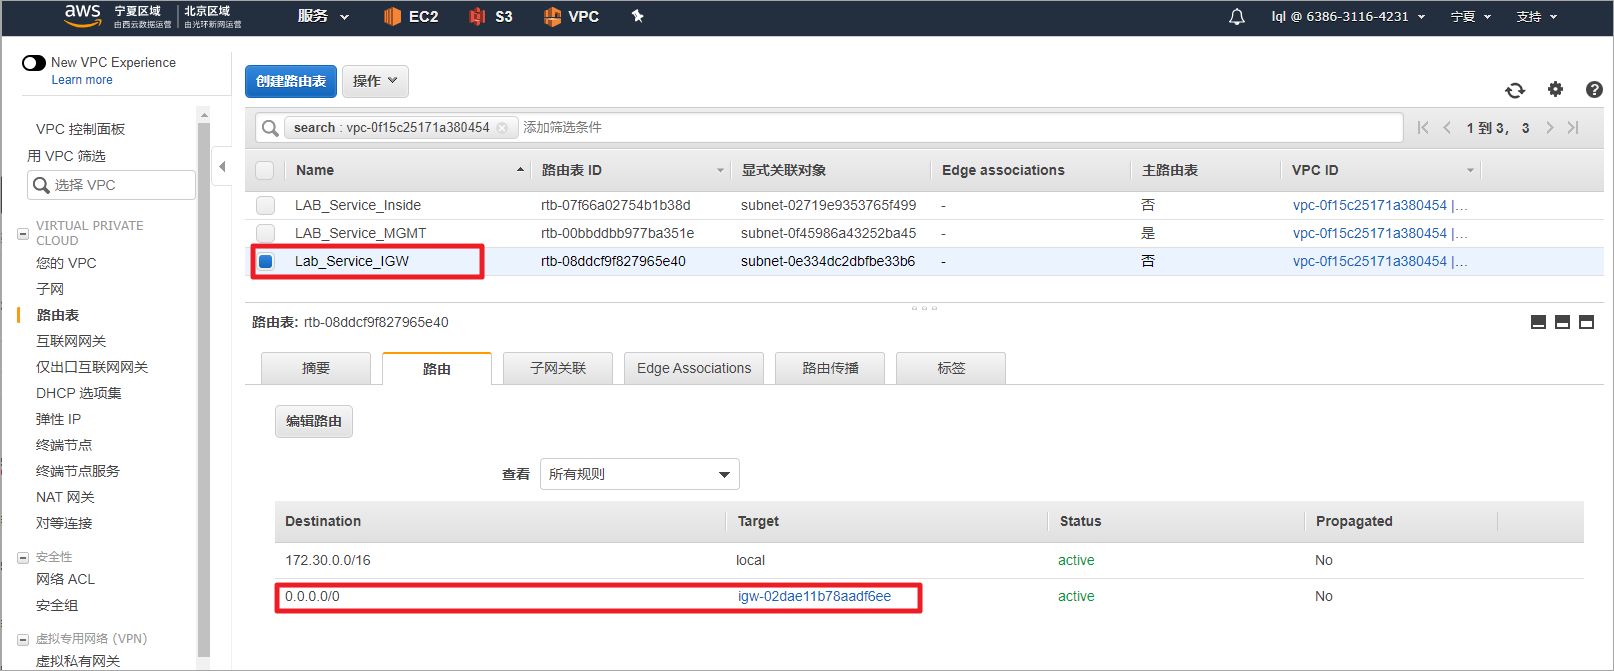 aws 宁夏区域 北京区域 服务 EC2 S3 VPC lql @ 6386-3116-4231 宁夏 支持
由西云数据运营 由光环新网运营
New VPC Experience
Learn more
VPC 控制面板
用 VPC 筛选
选择 VPC
VIRTUAL PRIVATE
CLOUD
您的 VPC
子网
路由表
互联网网关
仅出口互联网网关
DHCP 选项集
弹性 IP
终端节点
终端节点服务
NAT 网关
对等连接
安全性
网络 ACL
安全组
虚拟专用网络 (VPN)
虚拟私有网关
创建路由表 操作
search : vpc-0f15c25171a380454 添加筛选条件 1 到 3， 3
Name 路由表 ID 显式关联对象 Edge associations 主路由表 VPC ID
LAB_Service_Inside rtb-07f66a02754b1b38d subnet-02719e9353765f499 - 否 vpc-0f15c25171a380454 |...
LAB_Service_MGMT rtb-00bbddbb977ba351e subnet-0f45986a43252ba45 - 是 vpc-0f15c25171a380454 |...
Lab_Service_IGW rtb-08ddcf9f827965e40 subnet-0e334dc2dbfbe33b6 - 否 vpc-0f15c25171a380454 |...
路由表: rtb-08ddcf9f827965e40
摘要 路由 子网关联 Edge Associations 路由传播 标签
编辑路由
查看 所有规则
Destination Target Status Propagated
172.30.0.0/16 local active No
0.0.0.0/0 igw-02dae11b78aadf6ee active No